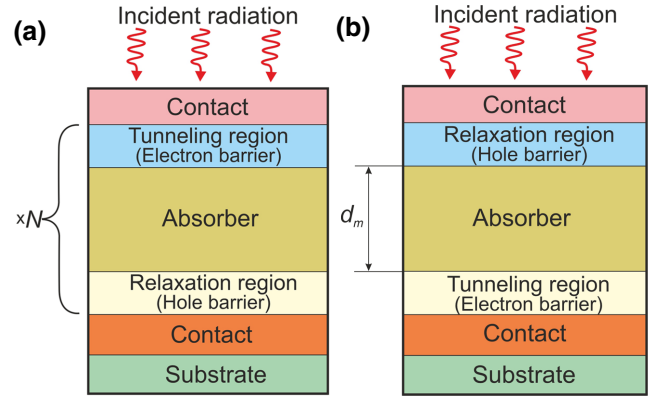 (a)
Incident radiation
Contact
Tunneling region
(Electron barrier)
Absorber
Relaxation region
(Hole barrier)
Contact
Substrate
xN
(b)
Incident radiation
Contact
Relaxation region
(Hole barrier)
Absorber
Tunneling region
(Electron barrier)
Contact
Substrate
dm